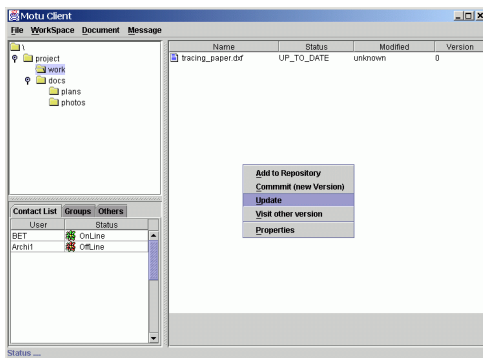 Motu Client
File WorkSpace Document Message
\
project
work
docs
plans
photos
Name Status Modified Version
tracing_paper.dxf UP_TO_DATE unknown 0
Add to Repository
Commmit (new Version)
Update
Visit other version
Properties
Contact List Groups Others
User Status
BET OnLine
Archi1 OffLine
Status ....